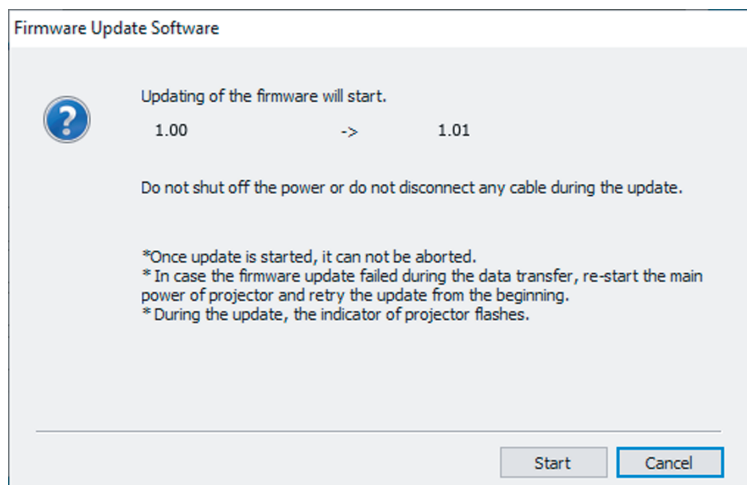 Firmware Update Software
Updating of the firmware will start.
1.00 -> 1.01
Do not shut off the power or do not disconnect any cable during the update.
*Once update is started, it can not be aborted.
* In case the firmware update failed during the data transfer, re-start the main
power of projector and retry the update from the beginning.
* During the update, the indicator of projector flashes.
Start Cancel